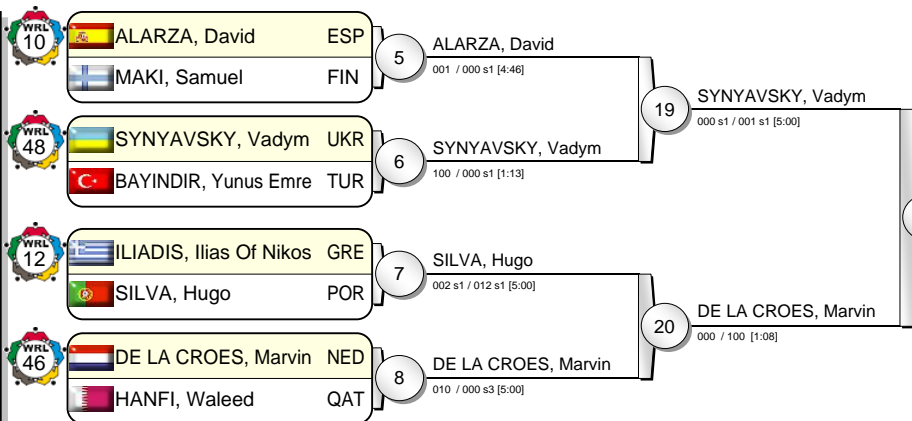 WRL
10
ALARZA, David ESP
MAKI, Samuel FIN
5
ALARZA, David
001 / 000 s1 [4:46]
19
SYNYAVSKY, Vadym
000 s1 / 001 s1 [5:00]
WRL
48
SYNYAVSKY, Vadym UKR
BAYINDIR, Yunus Emre TUR
6
SYNYAVSKY, Vadym
100 / 000 s1 [1:13]
WRL
12
ILIADIS, Ilias Of Nikos GRE
SILVA, Hugo POR
7
SILVA, Hugo
002 s1 / 012 s1 [5:00]
20
DE LA CROES, Marvin
000 / 100 [1:08]
WRL
46
DE LA CROES, Marvin NED
HANFI, Waleed QAT
8
DE LA CROES, Marvin
010 / 000 s3 [5:00]